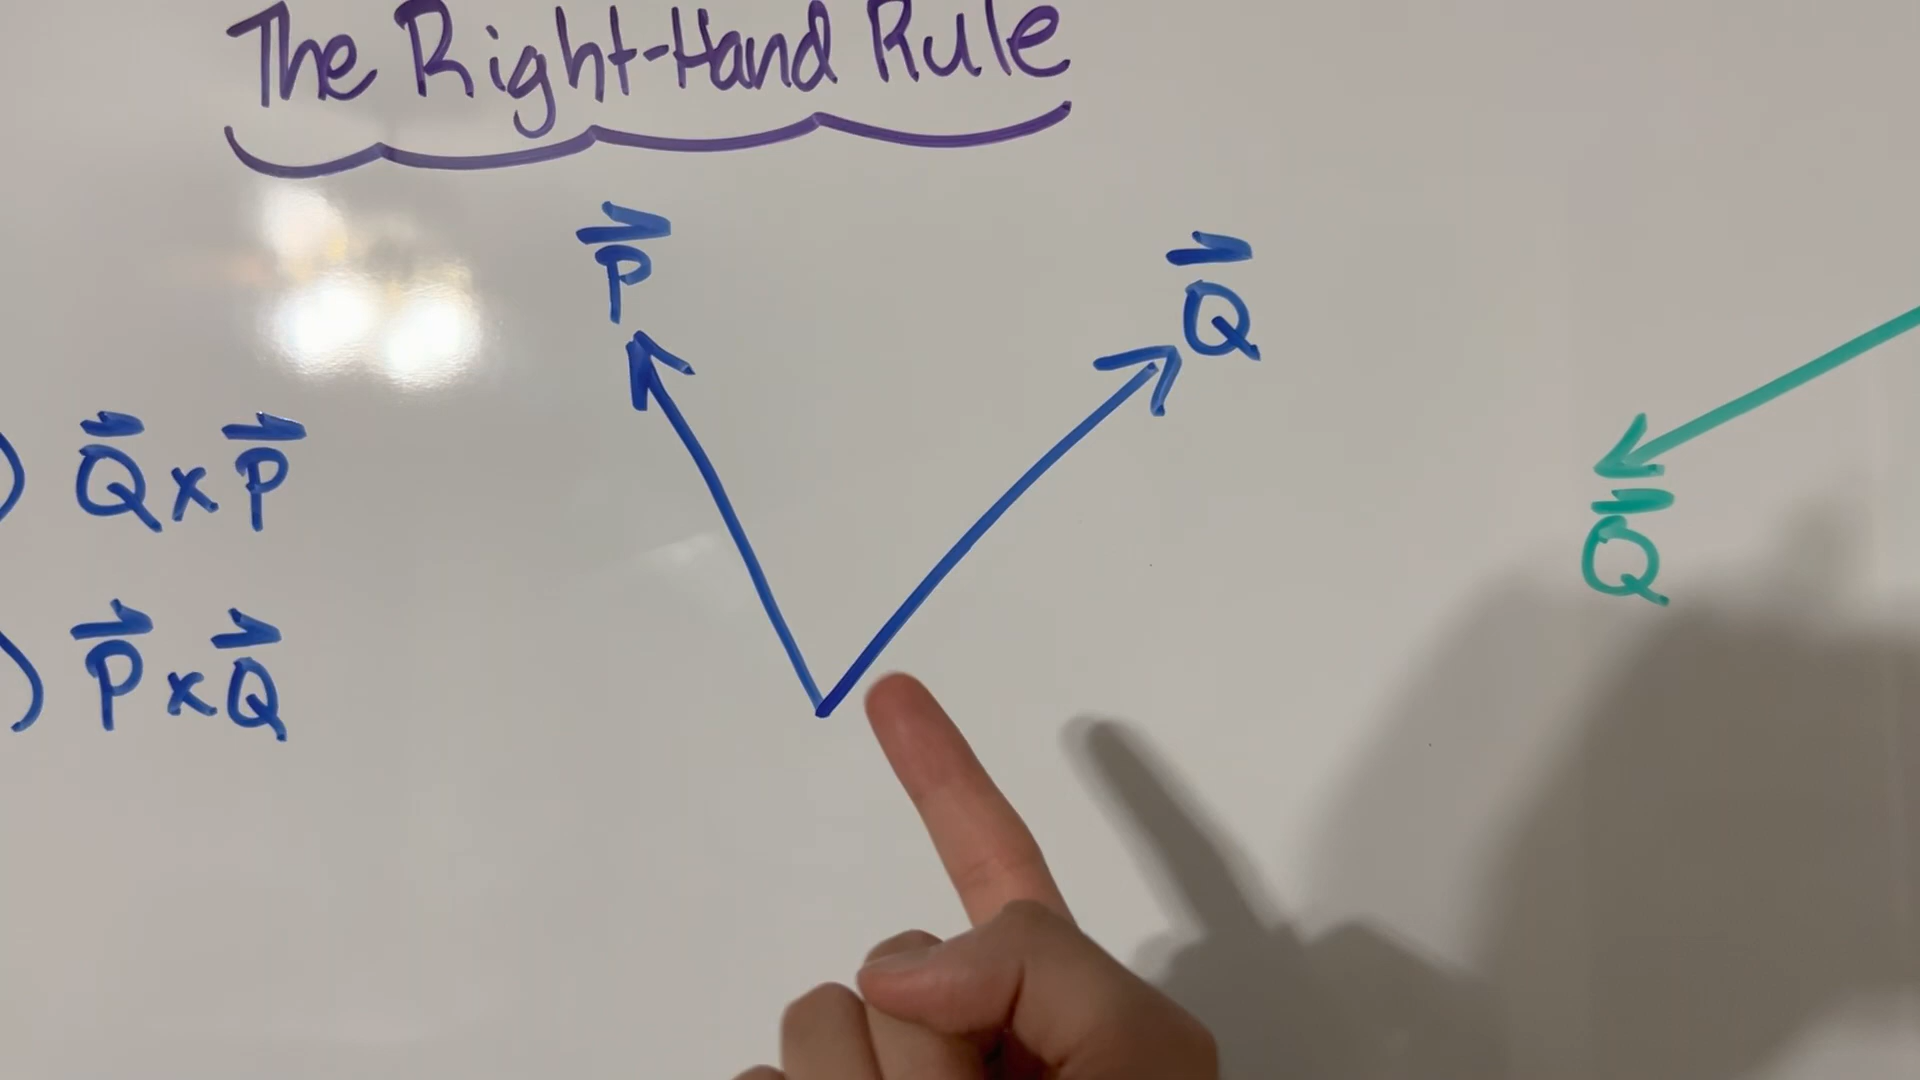 The Right-Hand Rule
P⃗
Q⃗
) Q⃗ x P⃗
) P⃗ x Q⃗
Q⃗